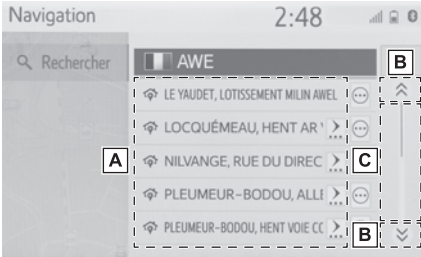 Navigation
2:48
Rechercher
AWE
B
LE YAUDET, LOTISSEMENT MILIN AWEL
LOCQUÉMEAU, HENT AR
A
NILVANGE, RUE DU DIREC
C
PLEUMEUR-BODOU, ALLE
PLEUMEUR-BODOU, HENT VOIE CC
B